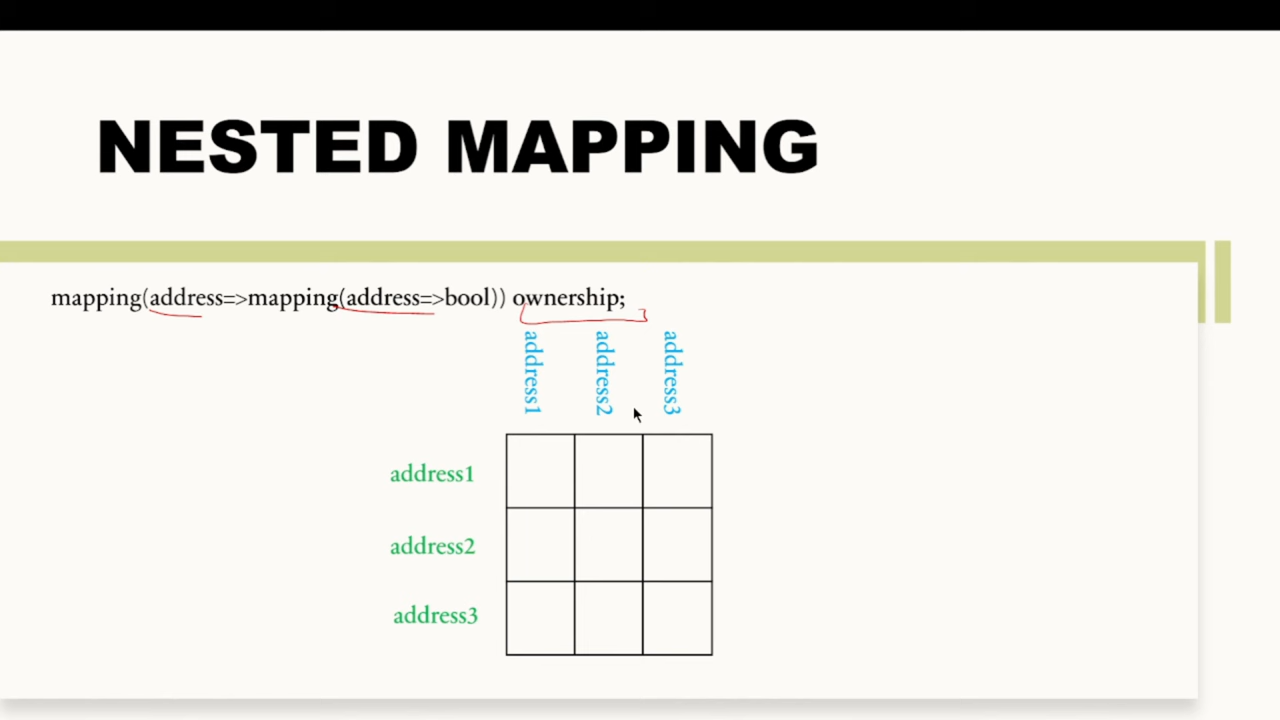 NESTED MAPPING
mapping(address=>mapping(address=>bool)) ownership;
address1 address2 address3
address1
address2
address3